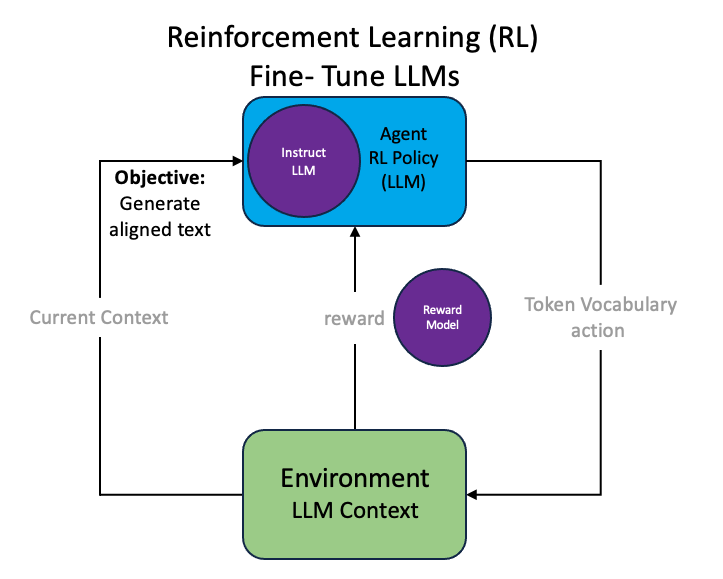 Reinforcement Learning (RL)
Fine- Tune LLMs
Instruct
LLM
Agent
RL Policy
(LLM)
Objective:
Generate
aligned text
Current Context
reward
Reward
Model
Token Vocabulary
action
Environment
LLM Context